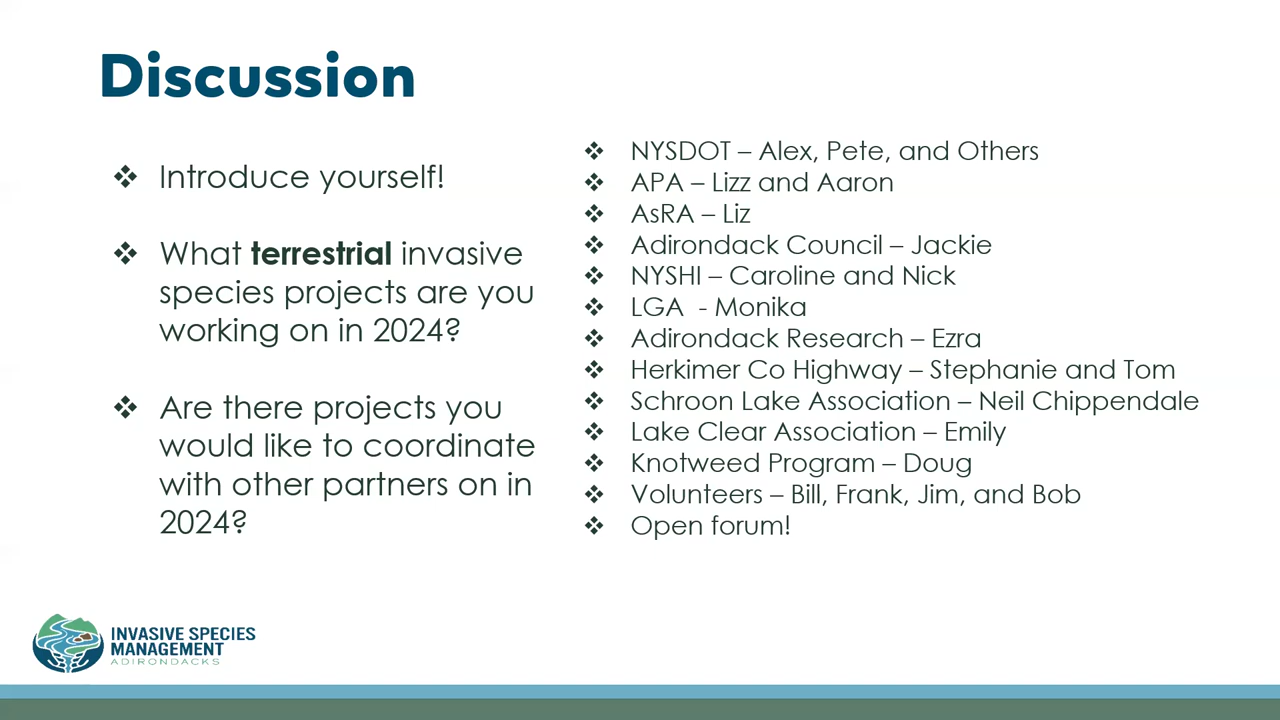 Discussion
❖ Introduce yourself!
❖ What terrestrial invasive
species projects are you
working on in 2024?
❖ Are there projects you
would like to coordinate
with other partners on in
2024?
❖ NYSDOT – Alex, Pete, and Others
❖ APA – Lizz and Aaron
❖ AsRA – Liz
❖ Adirondack Council – Jackie
❖ NYSHI – Caroline and Nick
❖ LGA - Monika
❖ Adirondack Research – Ezra
❖ Herkimer Co Highway – Stephanie and Tom
❖ Schroon Lake Association – Neil Chippendale
❖ Lake Clear Association – Emily
❖ Knotweed Program – Doug
❖ Volunteers – Bill, Frank, Jim, and Bob
❖ Open forum!
INVASIVE SPECIES
MANAGEMENT
ADIRONDACKS